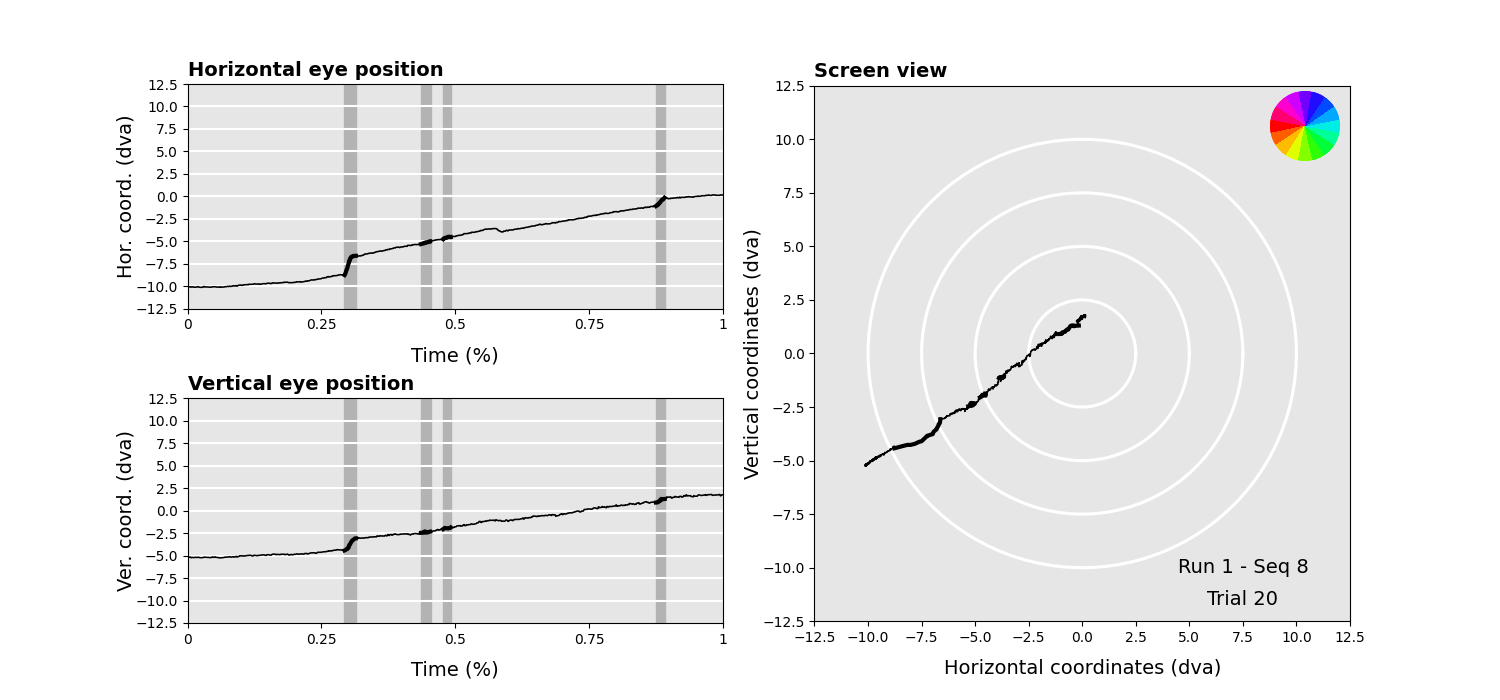 Horizontal eye position
Hor. coord. (dva)
12.5
10.0
7.5
5.0
2.5
0.0
−2.5
−5.0
−7.5
−10.0
−12.5
0 0.25 0.5 0.75 1
Time (%)
Vertical eye position
Ver. coord. (dva)
12.5
10.0
7.5
5.0
2.5
0.0
−2.5
−5.0
−7.5
−10.0
−12.5
0 0.25 0.5 0.75 1
Time (%)
Screen view
Vertical coordinates (dva)
12.5
10.0
7.5
5.0
2.5
0.0
−2.5
−5.0
−7.5
−10.0
−12.5
Run 1 - Seq 8
Trial 20
−12.5 −10.0 −7.5 −5.0 −2.5 0.0 2.5 5.0 7.5 10.0 12.5
Horizontal coordinates (dva)